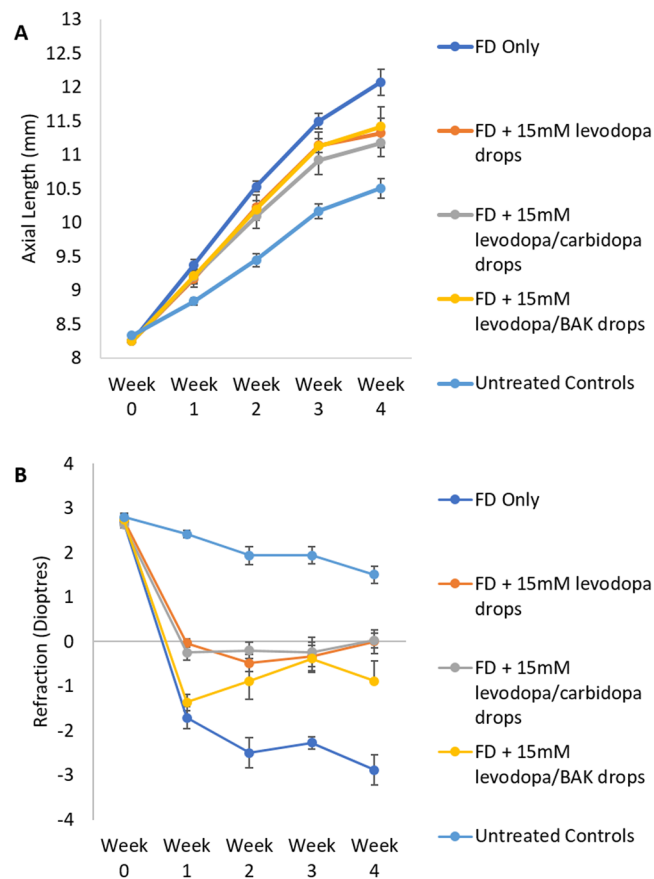 A
13
12.5
12
11.5
11
10.5
10
9.5
9
8.5
8
Axial Length (mm)
Week
0
Week
1
Week
2
Week
3
Week
4
FD Only
FD + 15mM levodopa
drops
FD + 15mM
levodopa/carbidopa
drops
FD + 15mM
levodopa/BAK drops
Untreated Controls
B
4
3
2
1
0
-1
-2
-3
-4
Refraction (Dioptres)
Week
0
Week
1
Week
2
Week
3
Week
4
FD Only
FD + 15mM levodopa
drops
FD + 15mM
levodopa/carbidopa
drops
FD + 15mM
levodopa/BAK drops
Untreated Controls